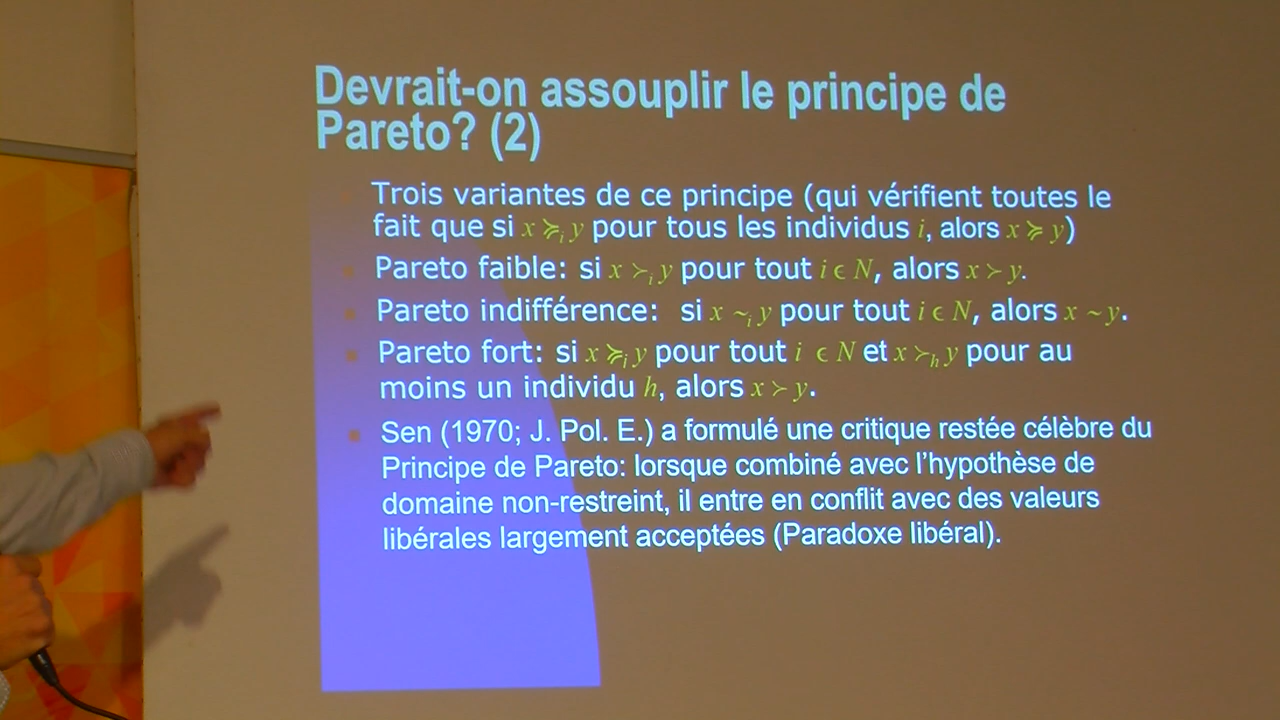 Devrait-on assouplir le principe de
Pareto? (2)
Trois variantes de ce principe (qui vérifient toutes le
fait que si x ≽ᵢ y pour tous les individus i, alors x ≽ y)
Pareto faible: si x ≻ᵢ y pour tout i ϵ N, alors x ≻ y.
Pareto indifférence: si x ~ᵢ y pour tout i ϵ N, alors x ~ y.
Pareto fort: si x ≽ᵢ y pour tout i ϵ N et x ≻ₕ y pour au
moins un individu h, alors x ≻ y.
Sen (1970; J. Pol. E.) a formulé une critique restée célèbre du
Principe de Pareto: lorsque combiné avec l'hypothèse de
domaine non-restreint, il entre en conflit avec des valeurs
libérales largement acceptées (Paradoxe libéral).